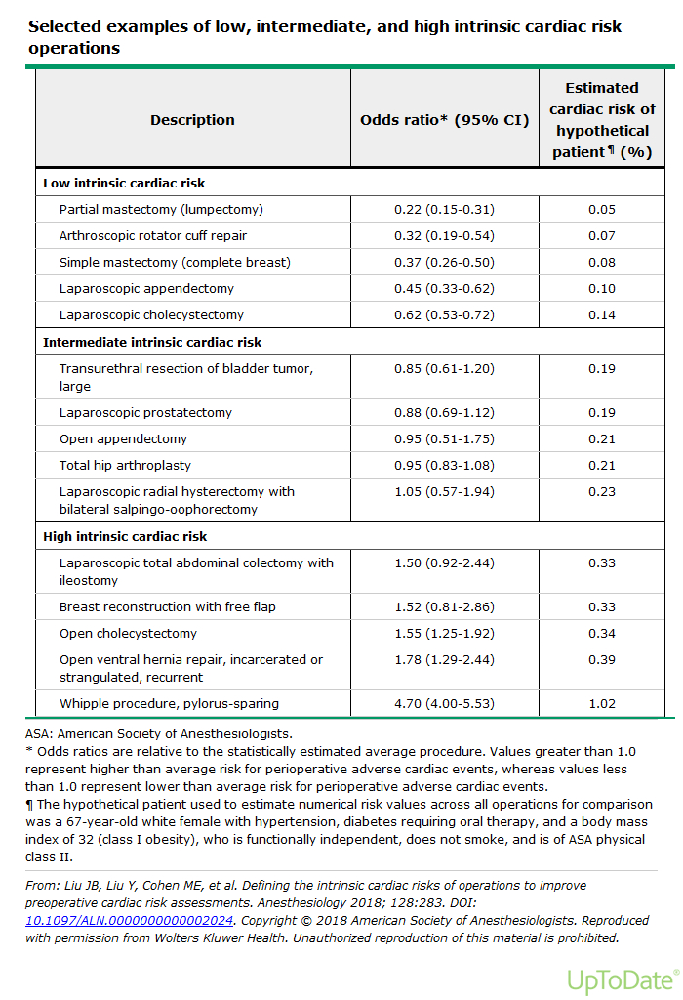 Selected examples of low, intermediate, and high intrinsic cardiac risk
operations
Description
Odds ratio* (95% CI)
Estimated
cardiac risk of
hypothetical
patient¶ (%)
Low intrinsic cardiac risk
Partial mastectomy (lumpectomy) 0.22 (0.15-0.31) 0.05
Arthroscopic rotator cuff repair 0.32 (0.19-0.54) 0.07
Simple mastectomy (complete breast) 0.37 (0.26-0.50) 0.08
Laparoscopic appendectomy 0.45 (0.33-0.62) 0.10
Laparoscopic cholecystectomy 0.62 (0.53-0.72) 0.14
Intermediate intrinsic cardiac risk
Transurethral resection of bladder tumor, 0.85 (0.61-1.20) 0.19
large
Laparoscopic prostatectomy 0.88 (0.69-1.12) 0.19
Open appendectomy 0.95 (0.51-1.75) 0.21
Total hip arthroplasty 0.95 (0.83-1.08) 0.21
Laparoscopic radial hysterectomy with 1.05 (0.57-1.94) 0.23
bilateral salpingo-oophorectomy
High intrinsic cardiac risk
Laparoscopic total abdominal colectomy with 1.50 (0.92-2.44) 0.33
ileostomy
Breast reconstruction with free flap 1.52 (0.81-2.86) 0.33
Open cholecystectomy 1.55 (1.25-1.92) 0.34
Open ventral hernia repair, incarcerated or 1.78 (1.29-2.44) 0.39
strangulated, recurrent
Whipple procedure, pylorus-sparing 4.70 (4.00-5.53) 1.02
ASA: American Society of Anesthesiologists.
* Odds ratios are relative to the statistically estimated average procedure. Values greater than 1.0
represent higher than average risk for perioperative adverse cardiac events, whereas values less
than 1.0 represent lower than average risk for perioperative adverse cardiac events.
¶ The hypothetical patient used to estimate numerical risk values across all operations for comparison
was a 67-year-old white female with hypertension, diabetes requiring oral therapy, and a body mass
index of 32 (class I obesity), who is functionally independent, does not smoke, and is of ASA physical
class II.
From: Liu JB, Liu Y, Cohen ME, et al. Defining the intrinsic cardiac risks of operations to improve
preoperative cardiac risk assessments. Anesthesiology 2018; 128:283. DOI:
10.1097/ALN.0000000000002024. Copyright © 2018 American Society of Anesthesiologists. Reproduced
with permission from Wolters Kluwer Health. Unauthorized reproduction of this material is prohibited.
UpToDate®